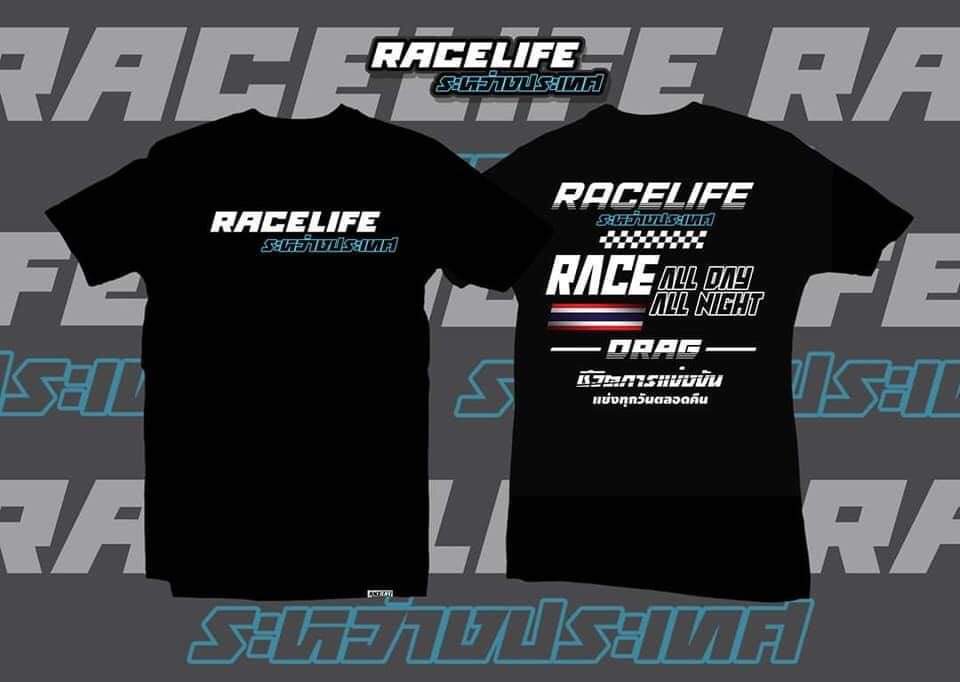 RACELIFE RA
RACELIFE
ระหว่างประเทศ
RACELIFE
ระหว่างประเทศ
RACELIFE
ระหว่างประเทศ
RACE ALL DAY
ALL NIGHT
DRAG
ชีวิตการแข่งขัน
แข่งทุกวันตลอดคืน
ระหว่างประเทศ